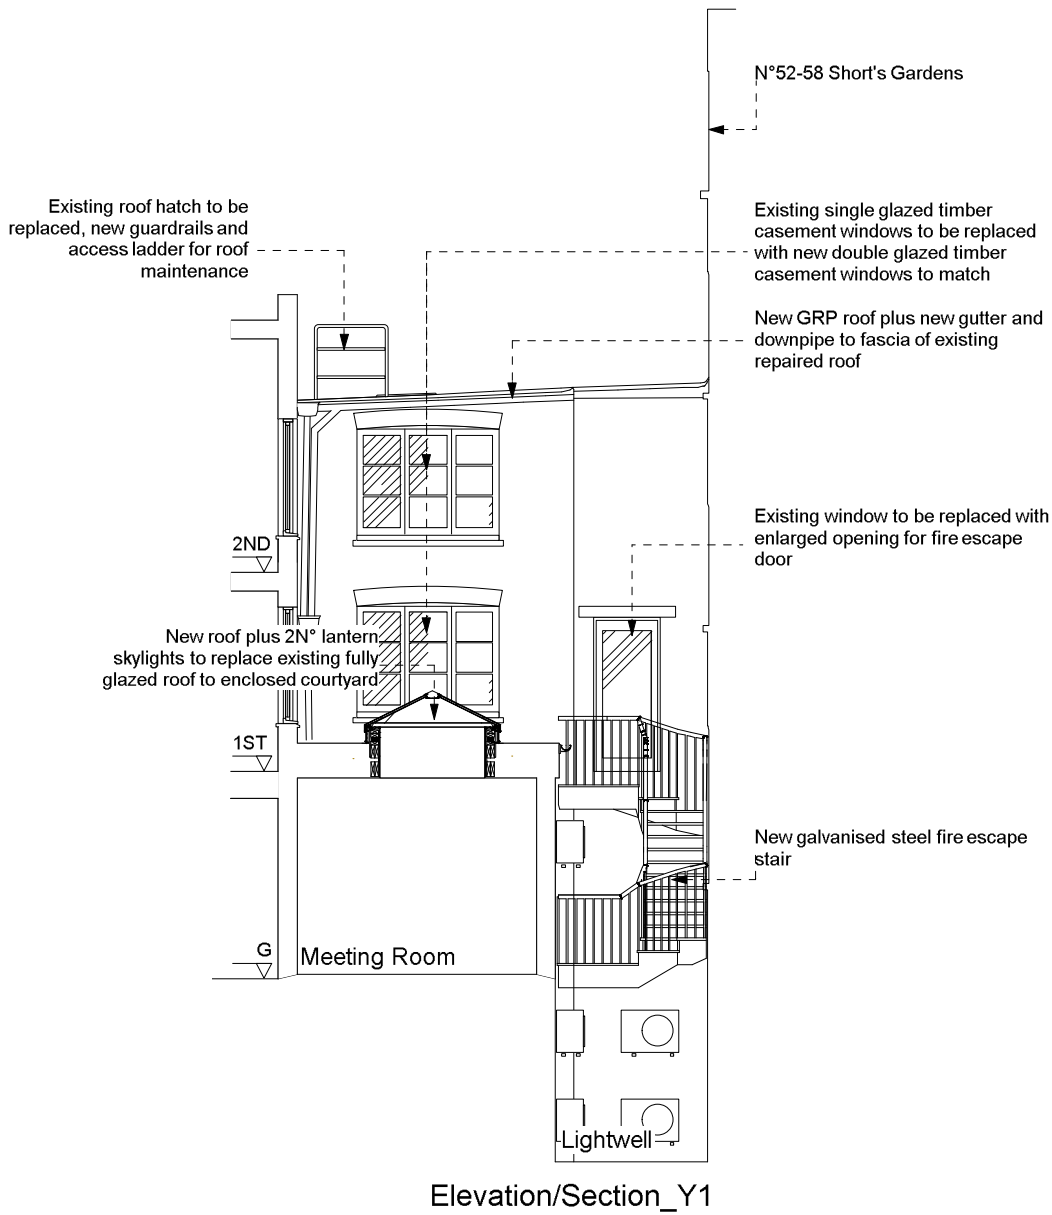 N°52-58 Short's Gardens
Existing roof hatch to be
replaced, new guardrails and
access ladder for roof
maintenance
Existing single glazed timber
casement windows to be replaced
with new double glazed timber
casement windows to match
New GRP roof plus new gutter and
downpipe to fascia of existing
repaired roof
Existing window to be replaced with
enlarged opening for fire escape
door
2ND
New roof plus 2N° lantern
skylights to replace existing fully
glazed roof to enclosed courtyard
1ST
New galvanised steel fire escape
stair
G
Meeting Room
Lightwell
Elevation/Section_Y1